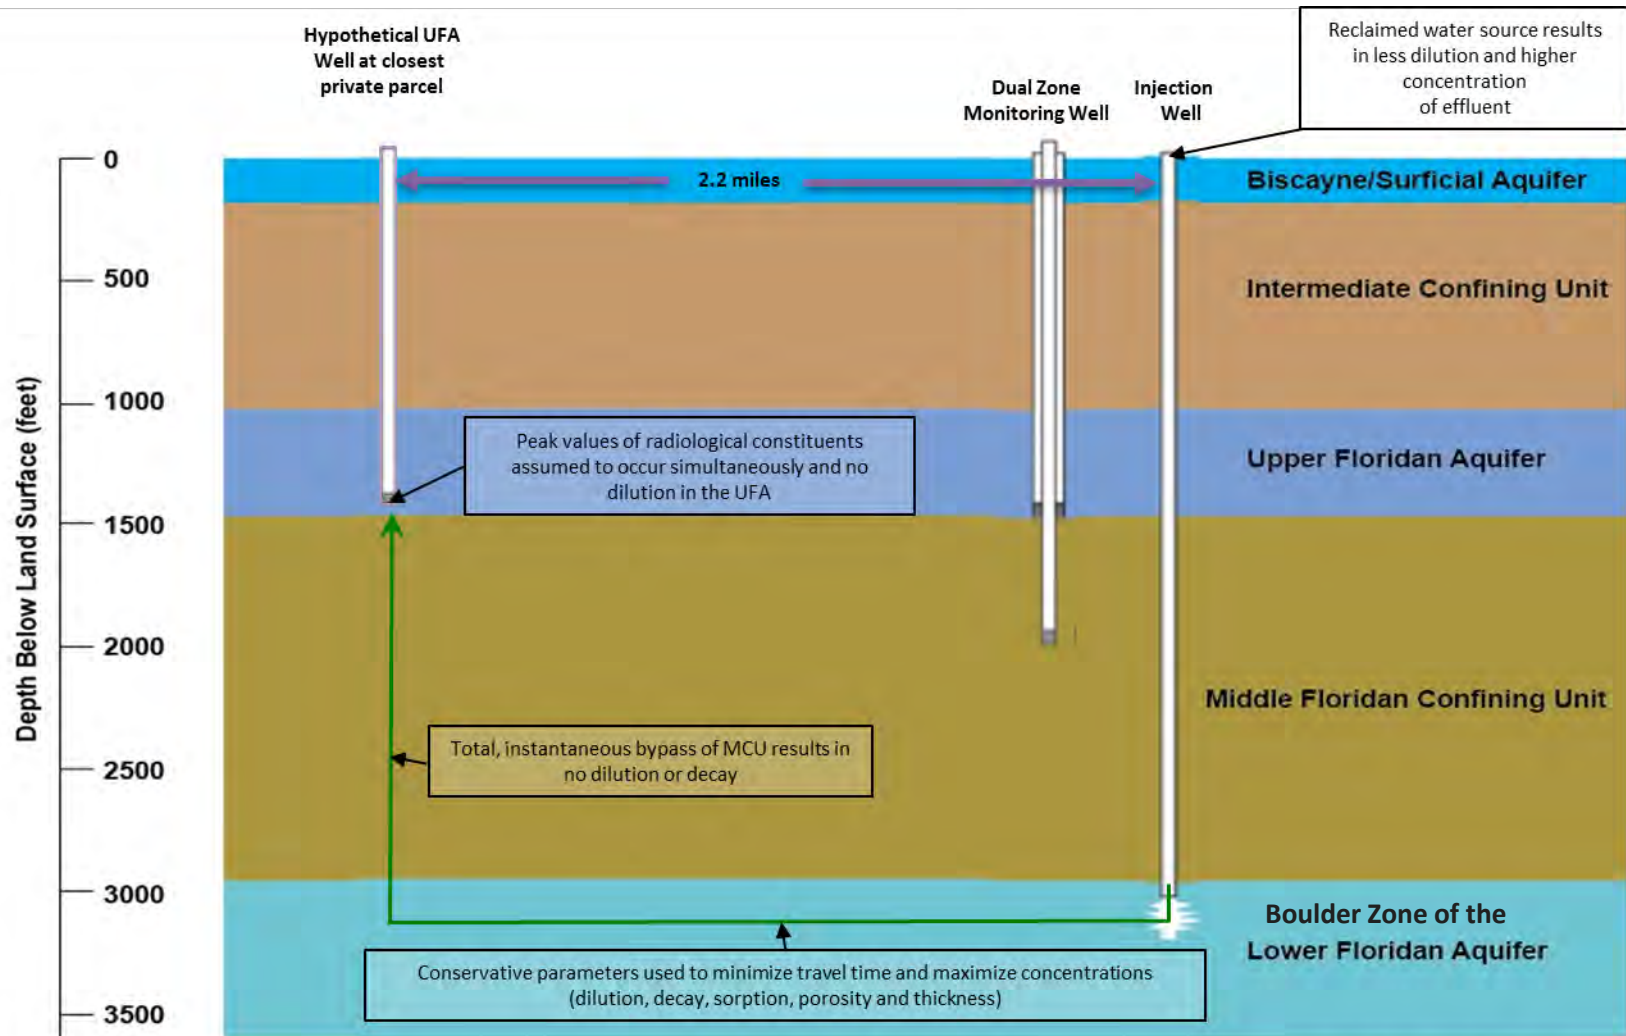 Hypothetical UFA
Well at closest
private parcel
Dual Zone
Monitoring Well
Injection
Well
Reclaimed water source results
in less dilution and higher
concentration
of effluent
Depth Below Land Surface (feet)
0
500
1000
1500
2000
2500
3000
3500
2.2 miles
Biscayne/Surficial Aquifer
Intermediate Confining Unit
Peak values of radiological constituents
assumed to occur simultaneously and no
dilution in the UFA
Upper Floridan Aquifer
Middle Floridan Confining Unit
Total, instantaneous bypass of MCU results in
no dilution or decay
Boulder Zone of the
Lower Floridan Aquifer
Conservative parameters used to minimize travel time and maximize concentrations
(dilution, decay, sorption, porosity and thickness)